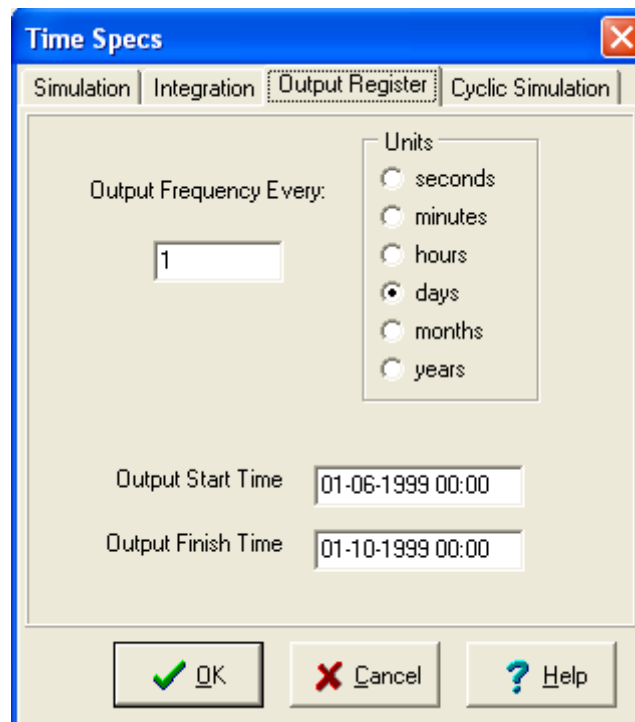 Time Specs
Simulation Integration Output Register Cyclic Simulation
Units
Output Frequency Every:
1
seconds
minutes
hours
days
months
years
Output Start Time 01-06-1999 00:00
Output Finish Time 01-10-1999 00:00
OK Cancel Help